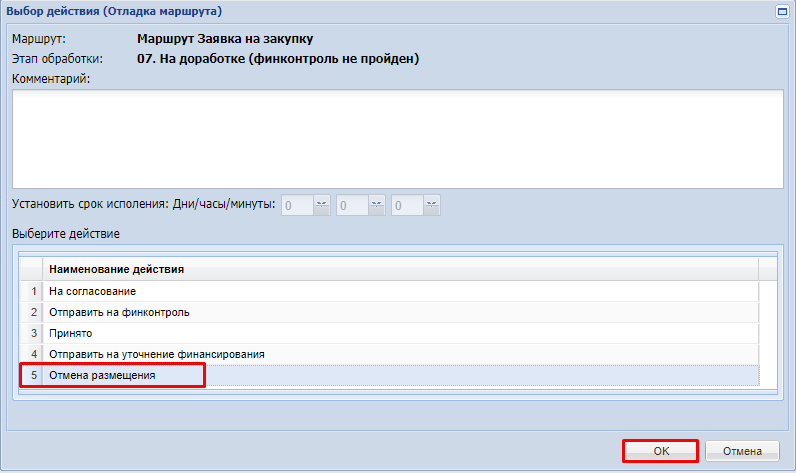 Выбор действия (Отладка маршрута)
Маршрут: Маршрут Заявка на закупку
Этап обработки: 07. На доработке (финконтроль не пройден)
Комментарий:
Установить срок исполения: Дни/часы/минуты: 0 0 0
Выберите действие
Наименование действия
1 На согласование
2 Отправить на финконтроль
3 Принято
4 Отправить на уточнение финансирования
5 Отмена размещения
OK Отмена